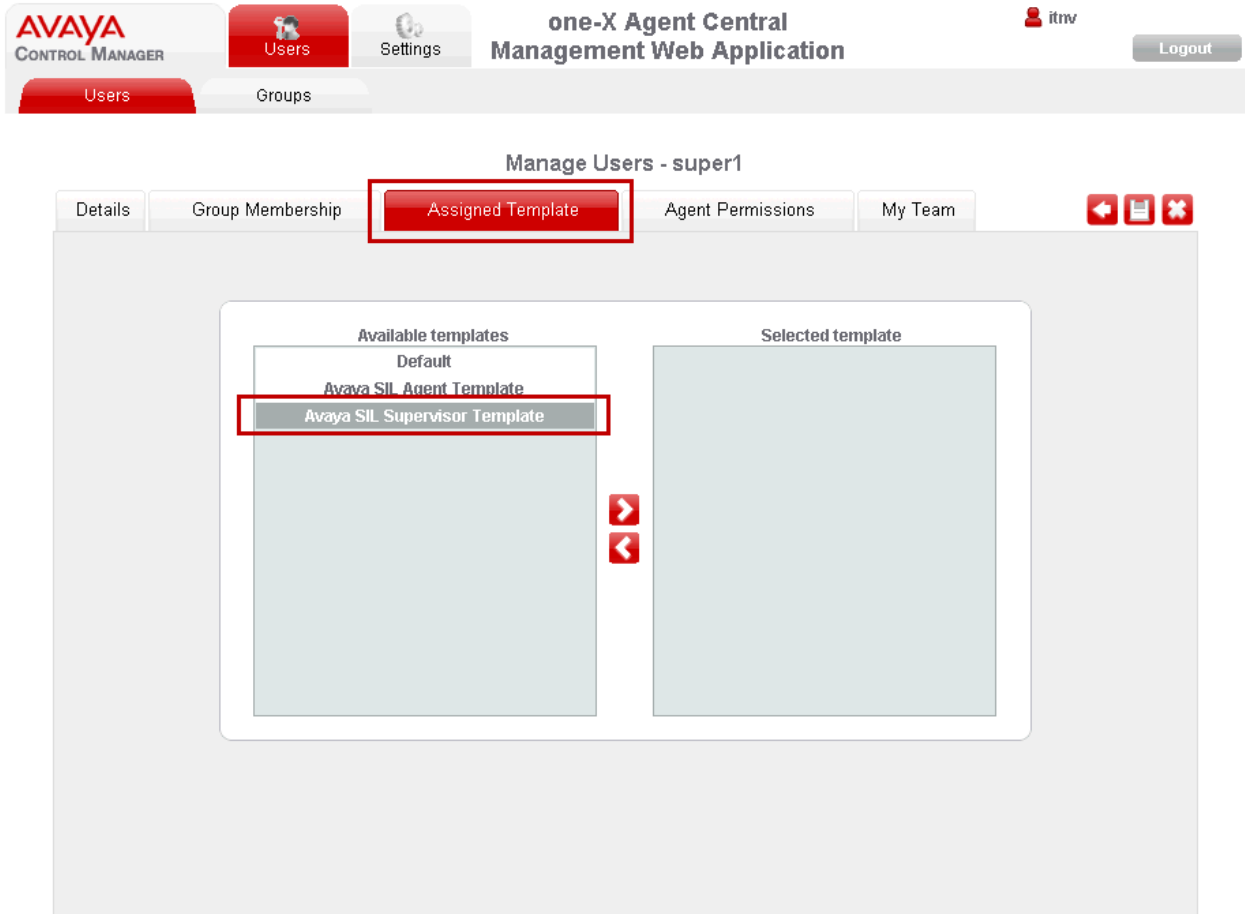 AVAYA
CONTROL MANAGER
Users
Settings
one-X Agent Central
Management Web Application
itnv
Logout
Users
Groups
Manage Users - super1
Details
Group Membership
Assigned Template
Agent Permissions
My Team
Available templates
Selected template
Default
Avaya SIL Agent Template
Avaya SIL Supervisor Template